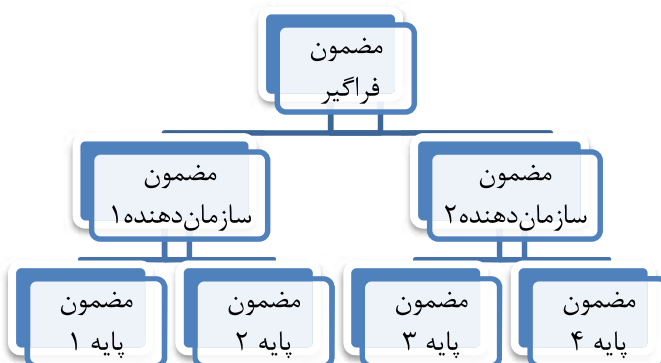 مضمون
فراگیر
مضمون
سازمان‌دهنده۱
مضمون
سازمان‌دهنده۲
مضمون
پایه ۱
مضمون
پایه ۲
مضمون
پایه ۳
مضمون
پایه ۴